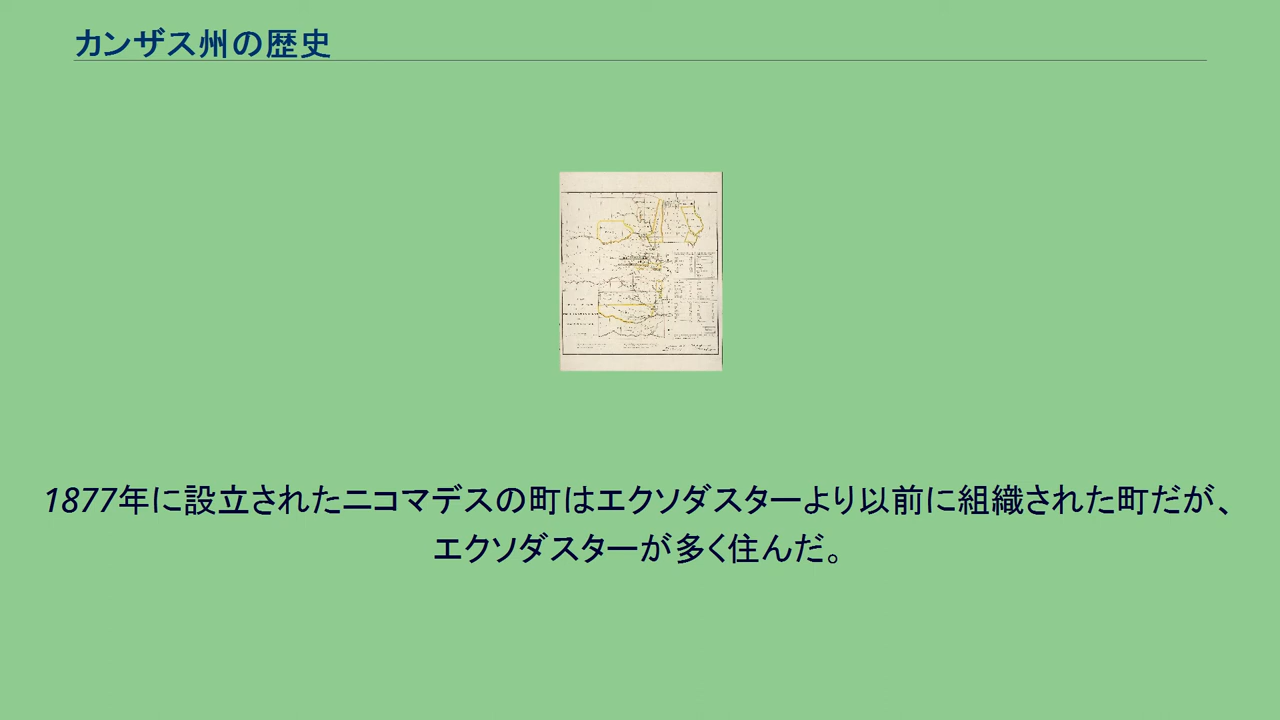 カンザス州の歴史
1877年に設立されたニコマデスの町はエクソダスターより以前に組織された町だが、
エクソダスターが多く住んだ。